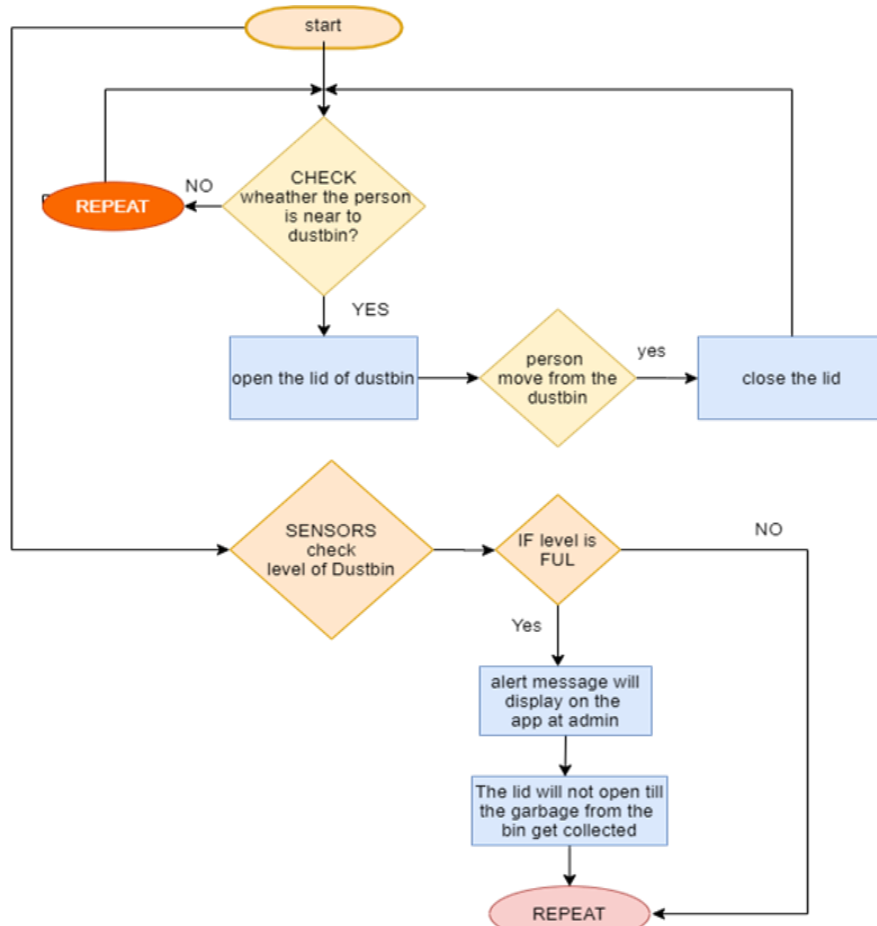 start
CHECK
wheather the person
is near to
dustbin?
NO
REPEAT
YES
open the lid of dustbin
person
move from the
dustbin
yes
close the lid
SENSORS
check
level of Dustbin
IF level is
FUL
NO
Yes
alert message will
display on the
app at admin
The lid will not open till
the garbage from the
bin get collected
REPEAT